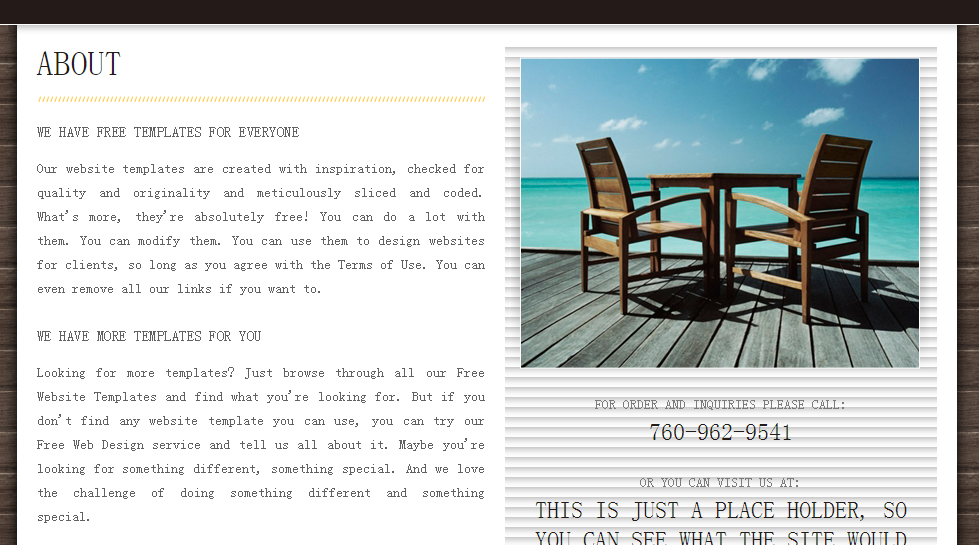 ABOUT
WE HAVE FREE TEMPLATES FOR EVERYONE
Our website templates are created with inspiration, checked for
quality and originality and meticulously sliced and coded.
What's more, they're absolutely free! You can do a lot with
them. You can modify them. You can use them to design websites
for clients, so long as you agree with the Terms of Use. You can
even remove all our links if you want to.
WE HAVE MORE TEMPLATES FOR YOU
Looking for more templates? Just browse through all our Free
Website Templates and find what you're looking for. But if you
don't find any website template you can use, you can try our
Free Web Design service and tell us all about it. Maybe you're
looking for something different, something special. And we love
the challenge of doing something different and something
special.
FOR ORDER AND INQUIRIES PLEASE CALL:
760-962-9541
OR YOU CAN VISIT US AT:
THIS IS JUST A PLACE HOLDER, SO
YOU CAN SEE WHAT THE SITE WOULD